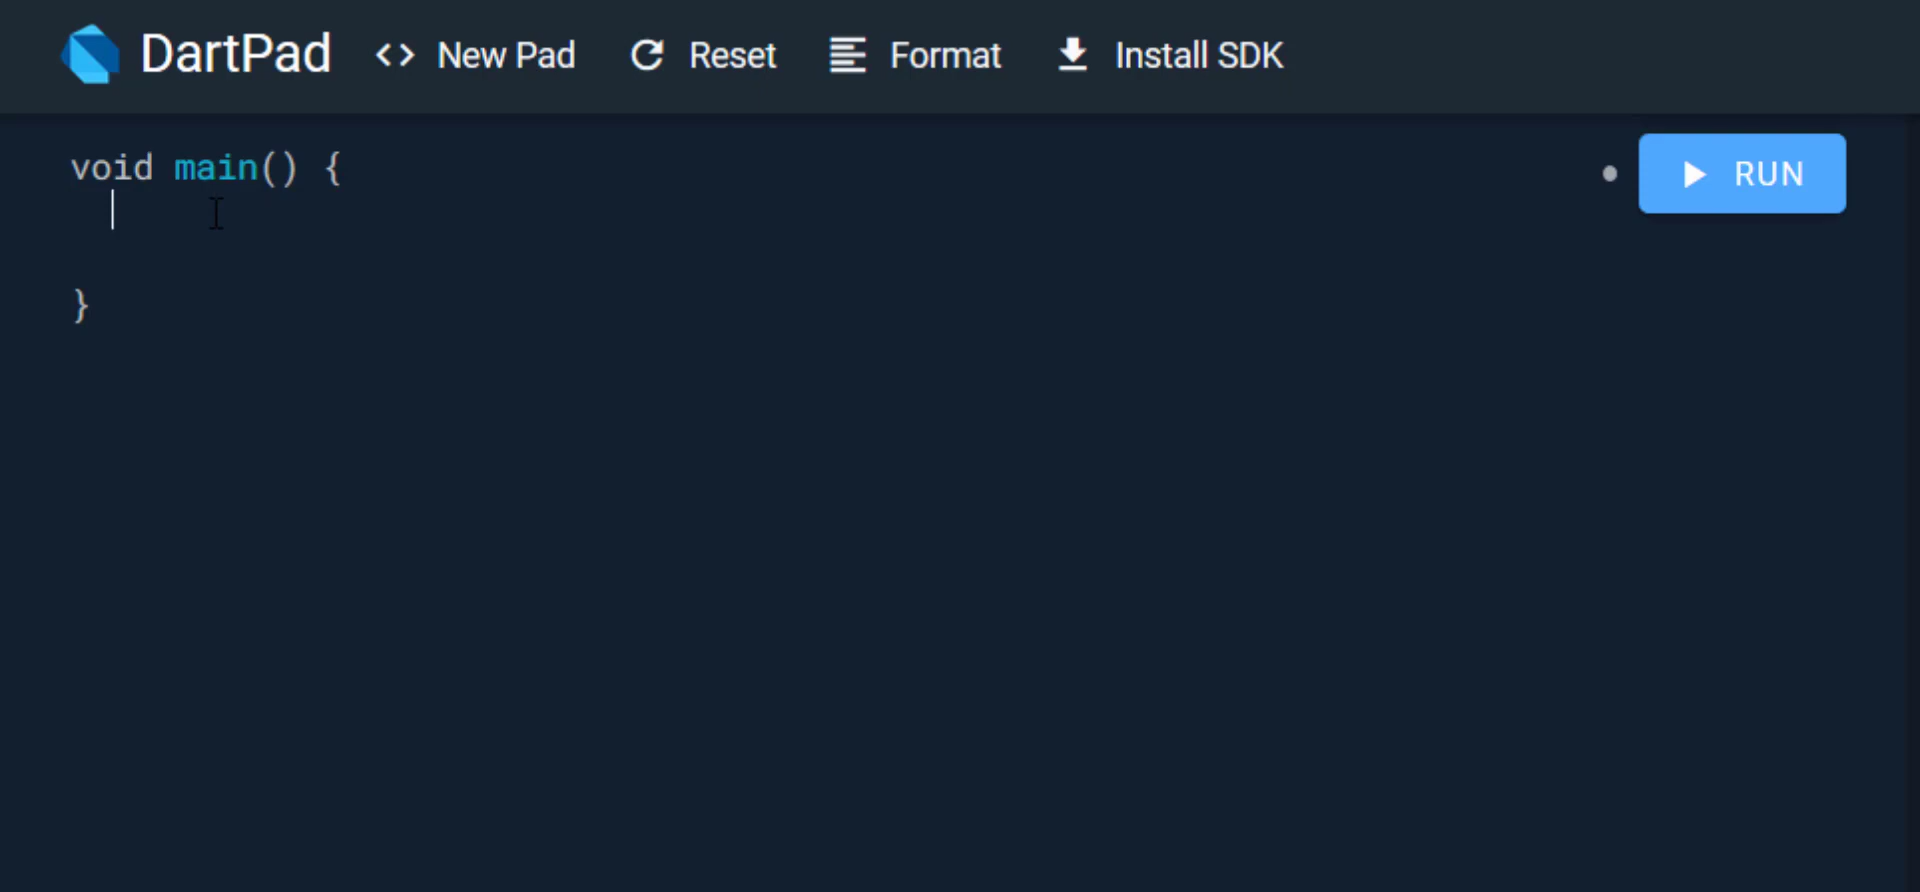 DartPad <> New Pad Reset Format Install SDK
void main() {
RUN
}